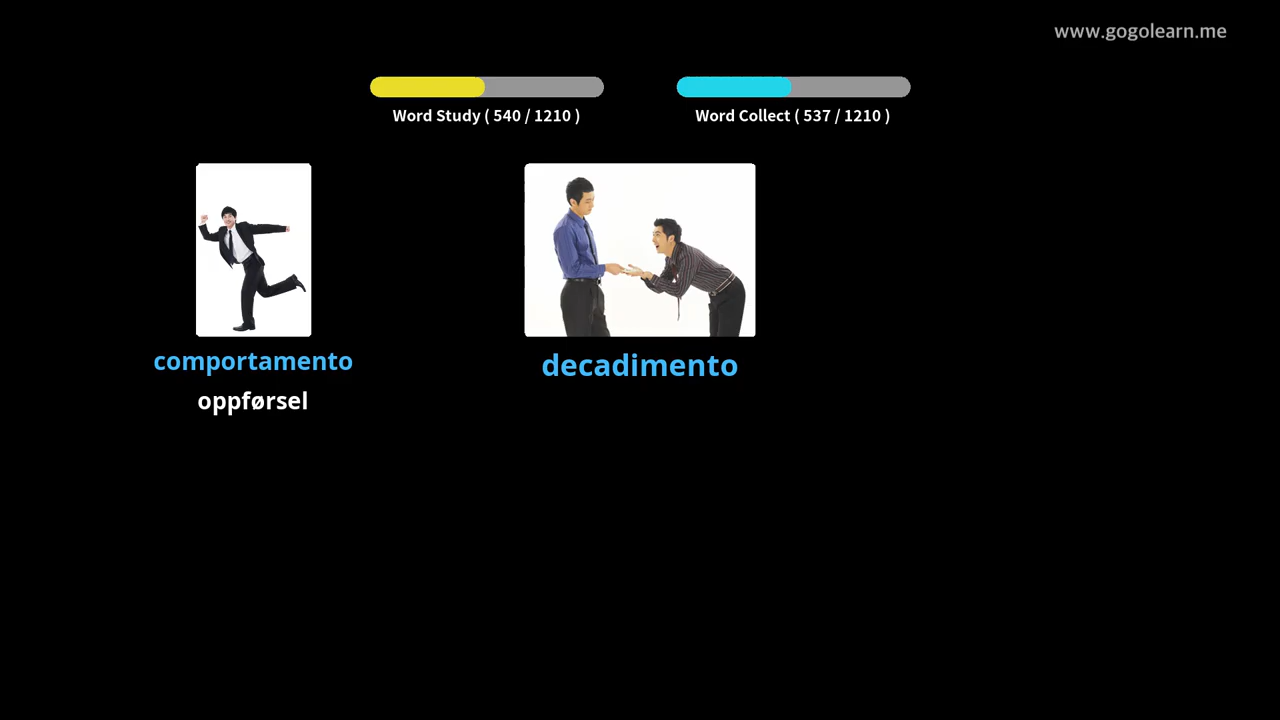 www.gogolearn.me
Word Study ( 540 / 1210 )
Word Collect ( 537 / 1210 )
comportamento
oppførsel
decadimento